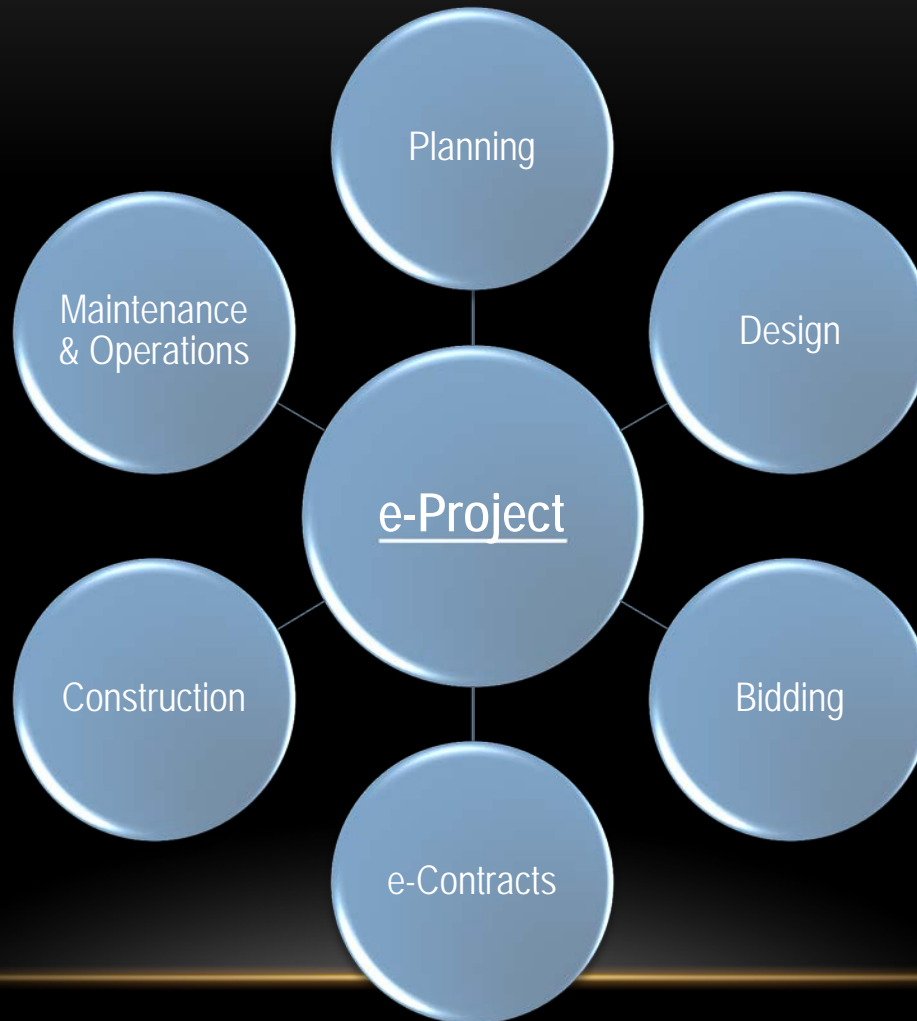 Planning
Maintenance
& Operations
Design
e-Project
Construction
Bidding
e-Contracts